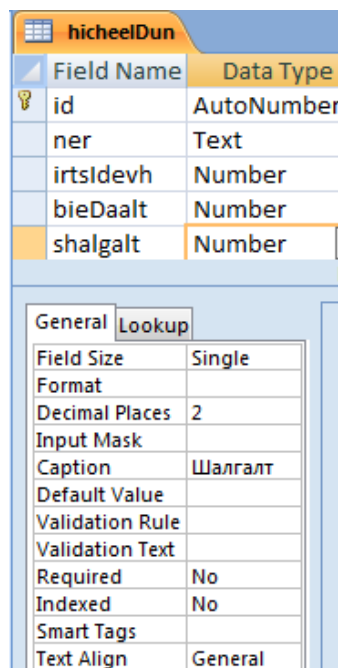 hicheelDun
Field Name Data Type
id AutoNumber
ner Text
irtsIdevh Number
bieDaalt Number
shalgalt Number
General Lookup
Field Size Single
Format
Decimal Places 2
Input Mask
Caption Шалгалт
Default Value
Validation Rule
Validation Text
Required No
Indexed No
Smart Tags
Text Align General